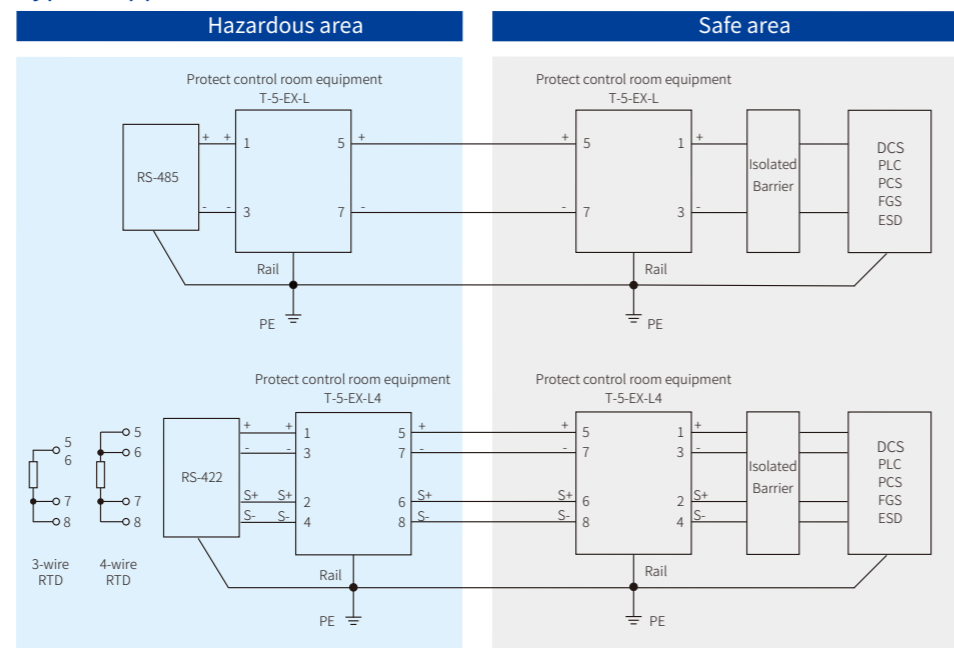 Hazardous area
Safe area
Protect control room equipment
T-5-EX-L
Protect control room equipment
T-5-EX-L
RS-485
+ + 1 5 +
- - 3 7 -
+ 5 1 +
- 7 3 -
Isolated
Barrier
DCS
PLC
PCS
FGS
ESD
Rail
PE
Rail
PE
Protect control room equipment
T-5-EX-L4
Protect control room equipment
T-5-EX-L4
5
6
7
8
3-wire
RTD
5
6
7
8
4-wire
RTD
RS-422
+ + 1 5 +
- - 3 7 -
S+ S+ 2 6 S+
S- S- 4 8 S-
+ 5 1 +
- 7 3 -
S+ 6 2 S+
S- 8 4 S-
Isolated
Barrier
DCS
PLC
PCS
FGS
ESD
Rail
PE
Rail
PE